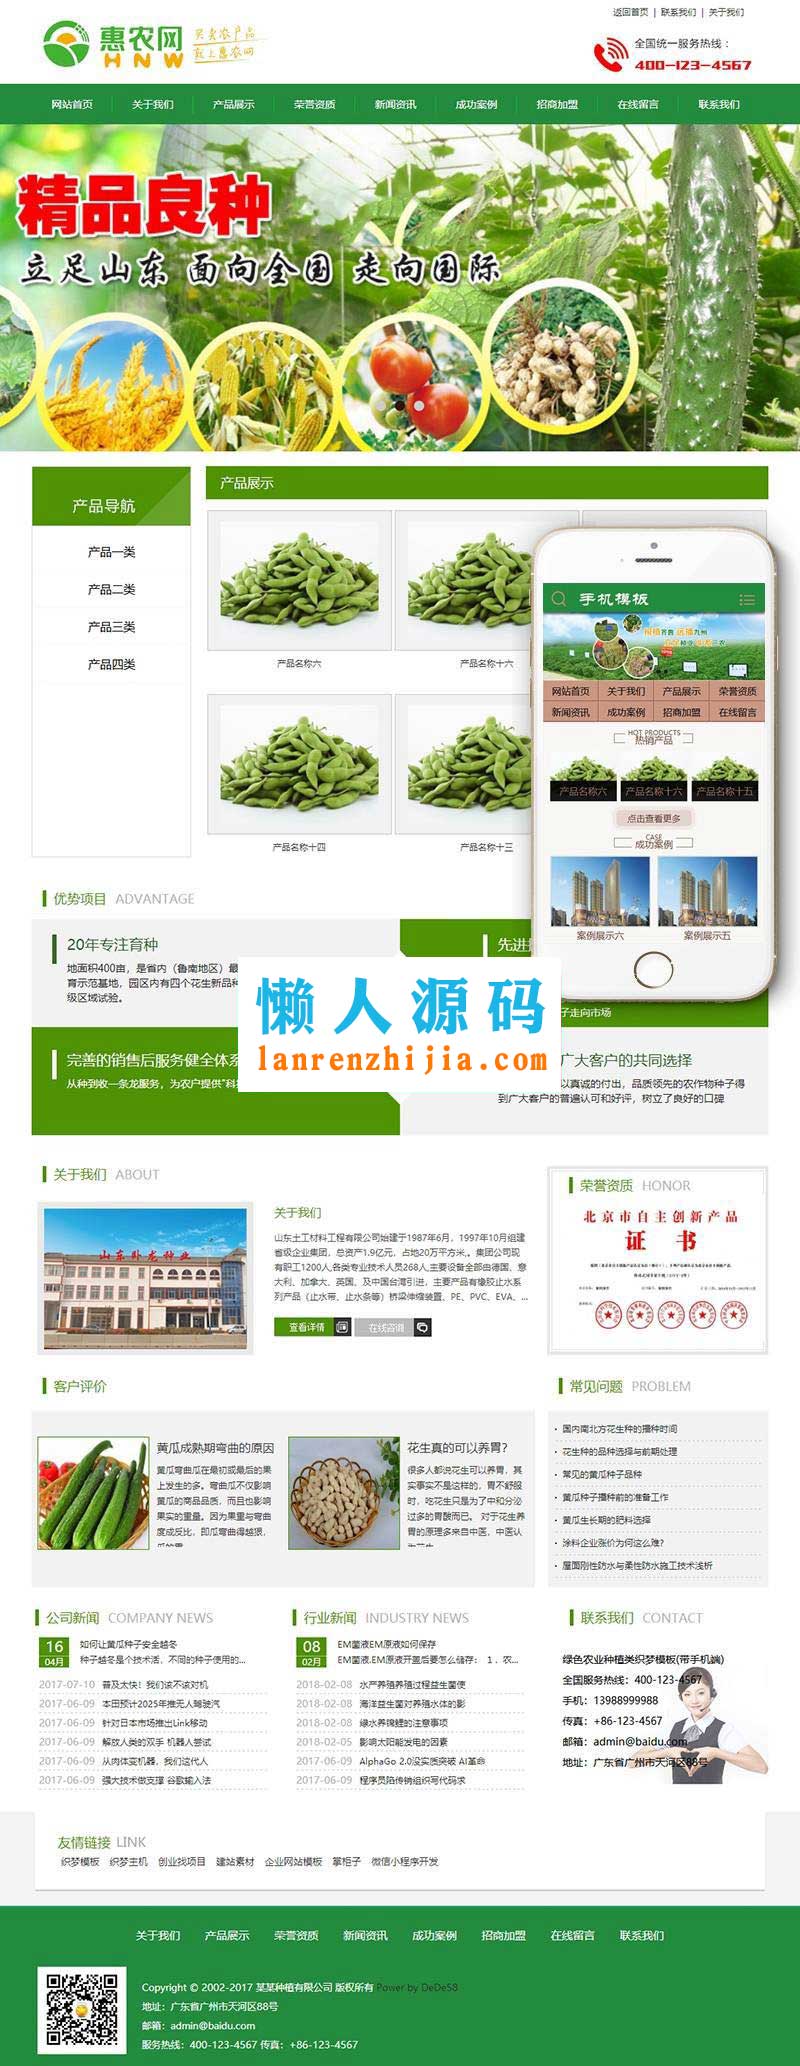 返回首页 | 联系我们 | 关于我们
惠农网
HNW
买卖农产品
就上惠农网
全国统一服务热线：
400-123-4567
网站首页 关于我们 产品展示 荣誉资质 新闻资讯 成功案例 招商加盟 在线留言 联系我们
精品良种
立足山东 面向全国 走向国际
产品导航
产品一类
产品二类
产品三类
产品四类
产品展示
产品名称六
产品名称十六
产品名称十四
产品名称十三
手机模板
网站首页 关于我们 产品展示 荣誉资质
新闻资讯 成功案例 招商加盟 在线留言
HOT PRODUCTS
热销产品
产品名称六 产品名称十六 产品名称十五
点击查看更多
CASE
成功案例
案例展示六 案例展示五
优势项目 ADVANTAGE
20年专注育种
地面积400亩，是省内（鲁南地区）最
育示范基地，园区内有四个花生新品种
级区域试验。
先进
子走向市场
完善的销售后服务健全体系
从种到收一条龙服务，为农户提供"科
广大客户的共同选择
以真诚的付出，品质领先的农作物种子得
到广大客户的普遍认可和好评，树立了良好的口碑
懒人源码
lanrenzhijia.com
关于我们 ABOUT
山东卧龙种业
关于我们
山东土工材料工程有限公司始建于1987年6月，1997年10月组建
省级企业集团，总资产1.9亿元，占地20万平方米,。集团公司现
有职工1200人,各类专业技术人员268人,主要设备全部由德国、意
大利、加拿大、英国、及中国台湾引进，主要产品有橡胶止水系
列产品（止水带、止水条等）桥梁伸缩装置、PE、PVC、EVA、...
查看详情 在线咨询
荣誉资质 HONOR
北京市自主创新产品
证书
客户评价
黄瓜成熟期弯曲的原因
黄瓜弯曲瓜在最初或最后的果
上发生的多。弯曲瓜不仅影响
黄瓜的商品品质，而且也影响
果实的重量。因为果里与弯曲
度成反比，即瓜弯曲得越狠，
花生真的可以养胃?
很多人都说花生可以养胃，其
实事实不是这样的，胃不舒服
时，吃花生只是为了中和分泌
过多的胃酸而已。 对于花生养
胃的原理多来自中医，中医认
常见问题 PROBLEM
· 国内南北方花生种的播种时间
· 花生种的品种选择与前期处理
· 常见的黄瓜种子品种
· 黄瓜种子播种前的准备工作
· 黄瓜生长期的肥料选择
· 涂料企业涨价为何这么难?
· 屋面刚性防水与柔性防水施工技术浅析
公司新闻 COMPANY NEWS
16
04月
如何让黄瓜种子安全越冬
种子越冬是个技术活，不同的种子使用的...
2017-07-10 普及太快！我们该不该对机
2017-06-09 本田预计2025年推无人驾驶汽
2017-06-09 针对日本市场推出Link移动
2017-06-09 解放人类的双手 机器人尝试
2017-06-09 从肉体变机器，我们这代人
2017-06-09 强大技术做支撑 谷歌输入法
行业新闻 INDUSTRY NEWS
08
02月
EM菌液.EM原液如何保存
EM菌液.EM原液开盖后要怎么储存： 1 、农...
2018-02-08 水产养殖养殖过程益生菌使
2018-02-08 海洋益生菌对养殖水体的影
2018-02-08 绿水养锦鲤的注意事项
2018-02-05 影响太阳能发电的因素
2017-06-09 AlphaGo 2.0没实质突破 AI革命
2017-06-09 程序员陷传销组织写代码求
联系我们 CONTACT
绿色农业种植类织梦模板(带手机端)
全国服务热线：400-123-4567
手机：13988999988
传真：+86-123-4567
邮箱：admin@baidu.com
地址：广东省广州市天河区88号
友情链接 LINK
织梦模板 织梦主机 创业找项目 建站素材 企业网站模板 掌柜子 微信小程序开发
关于我们 产品展示 荣誉资质 新闻资讯 成功案例 招商加盟 在线留言 联系我们
Copyright © 2002-2017 某某种植有限公司 版权所有 Power by DeDe58
地址：广东省广州市天河区88号
邮箱：admin@baidu.com
服务热线：400-123-4567 传真：+86-123-4567